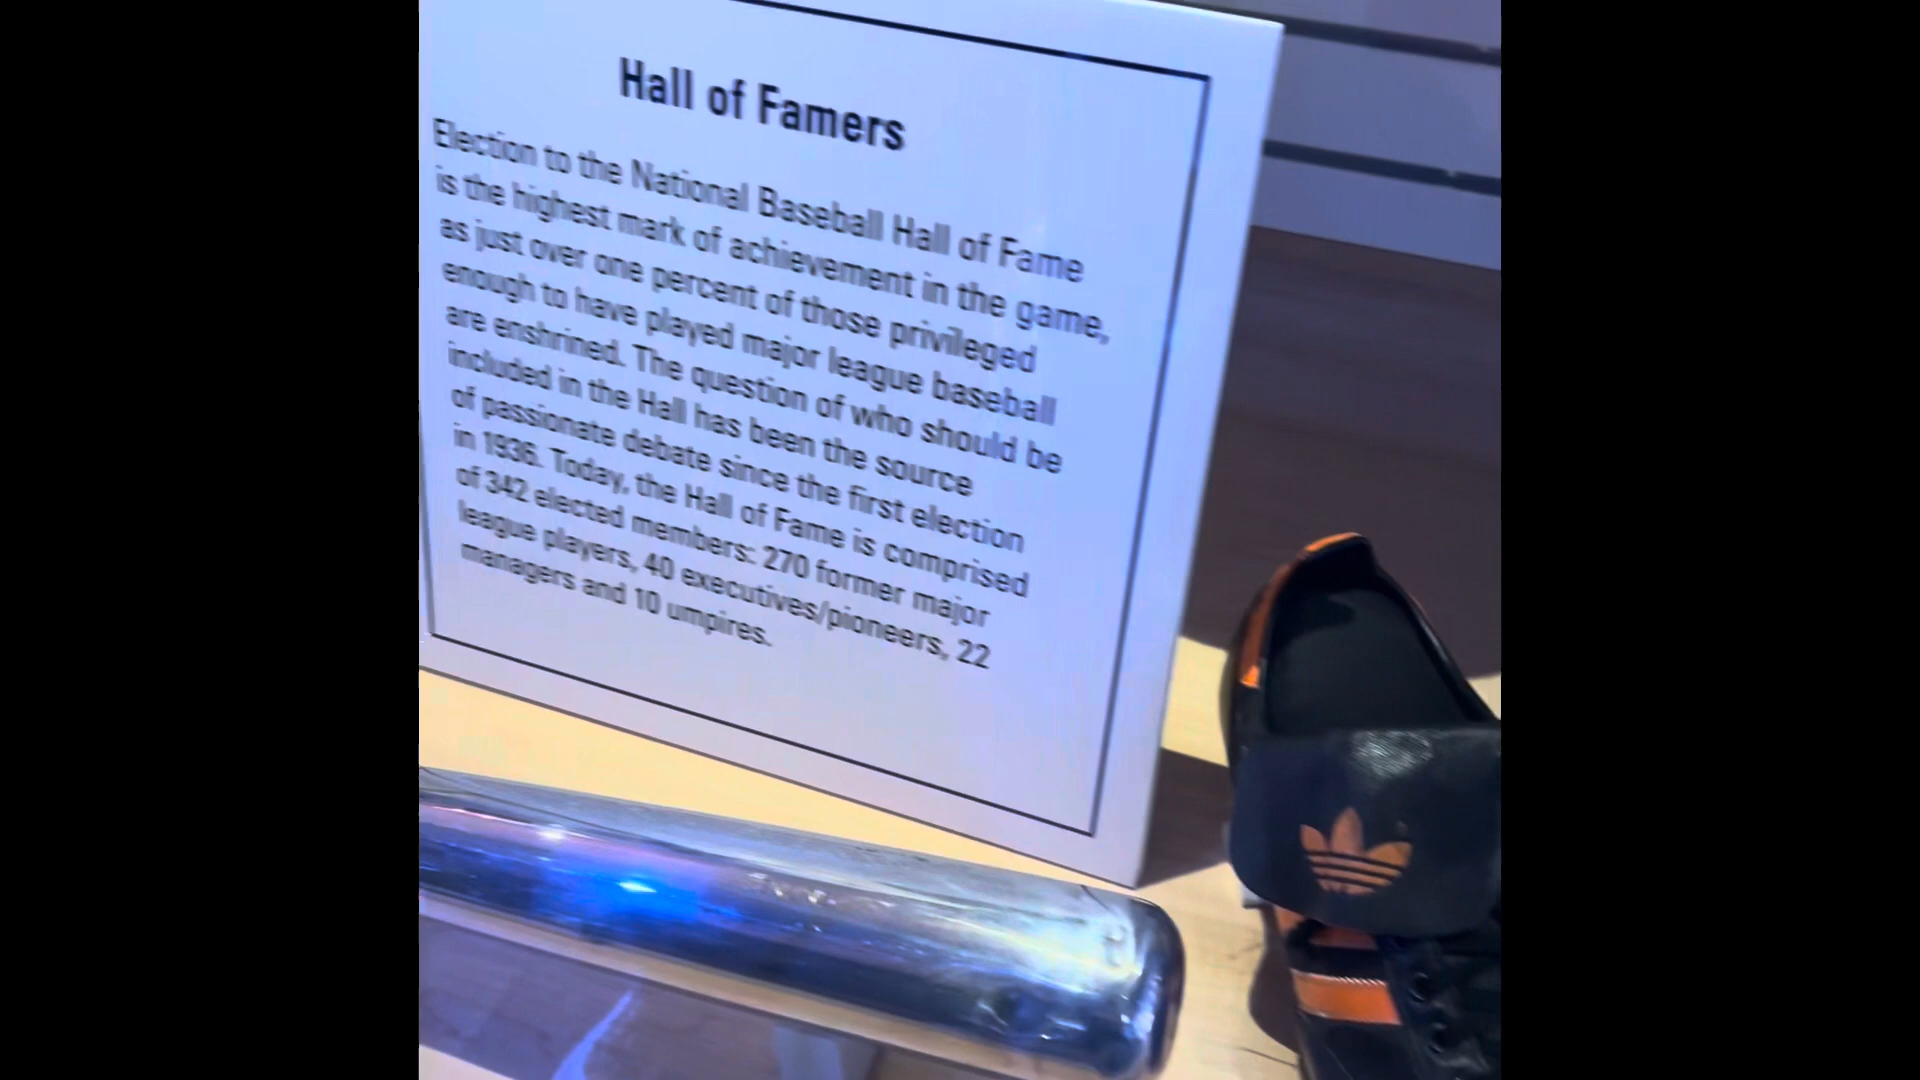 Hall of Famers
Election to the National Baseball Hall of Fame
is the highest mark of achievement in the game,
as just over one percent of those privileged
enough to have played major league baseball
are enshrined. The question of who should be
included in the Hall has been the source
of passionate debate since the first election
in 1936. Today, the Hall of Fame is comprised
of 342 elected members: 270 former major
league players, 40 executives/pioneers, 22
managers and 10 umpires.